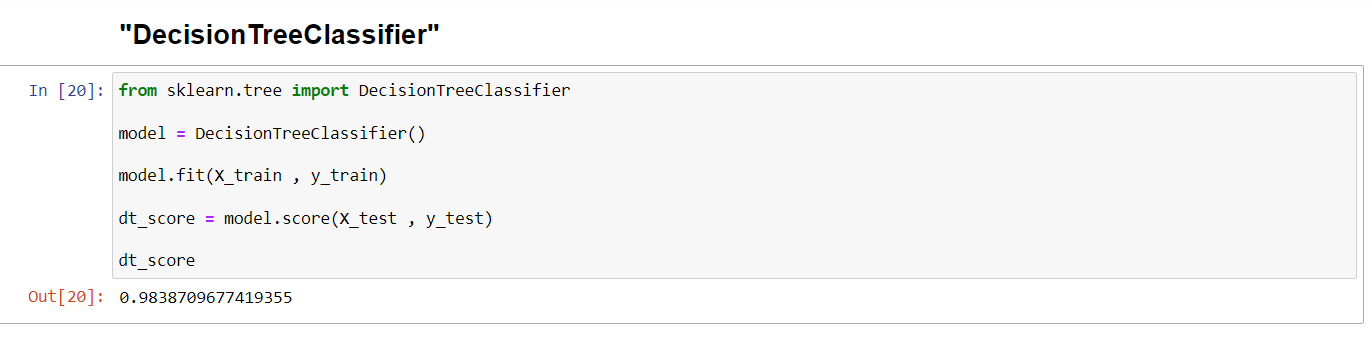 "DecisionTreeClassifier"
In [20]: from sklearn.tree import DecisionTreeClassifier
model = DecisionTreeClassifier()
model.fit(X_train , y_train)
dt_score = model.score(X_test , y_test)
dt_score
Out[20]: 0.9838709677419355